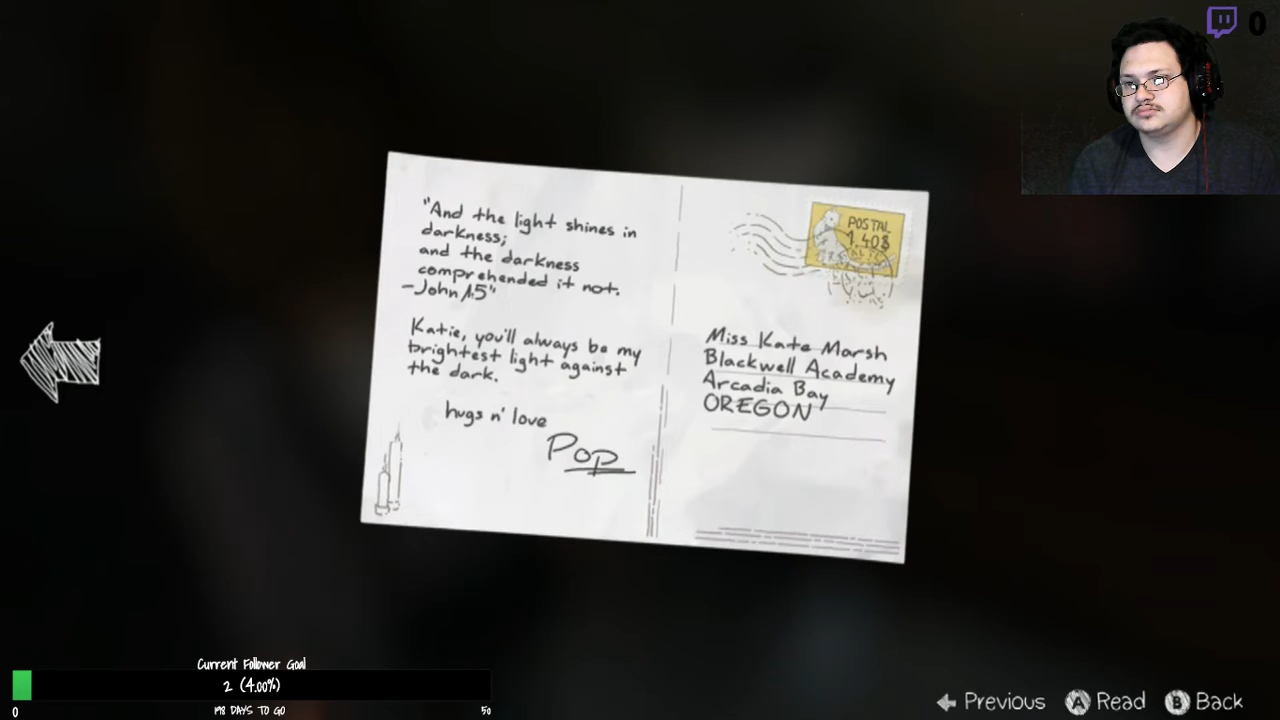 0
"And the light shines in
darkness;
and the darkness
comprehended it not.
-John 1:5"
Katie, you'll always be my
brightest light against
the dark.
hugs n' love
Pop
POSTAL
1.40$
Miss Kate Marsh
Blackwell Academy
Arcadia Bay
OREGON
Current Follower Goal
2 (4.00%)
0
198 DAYS TO GO
50
Previous
A Read
B Back